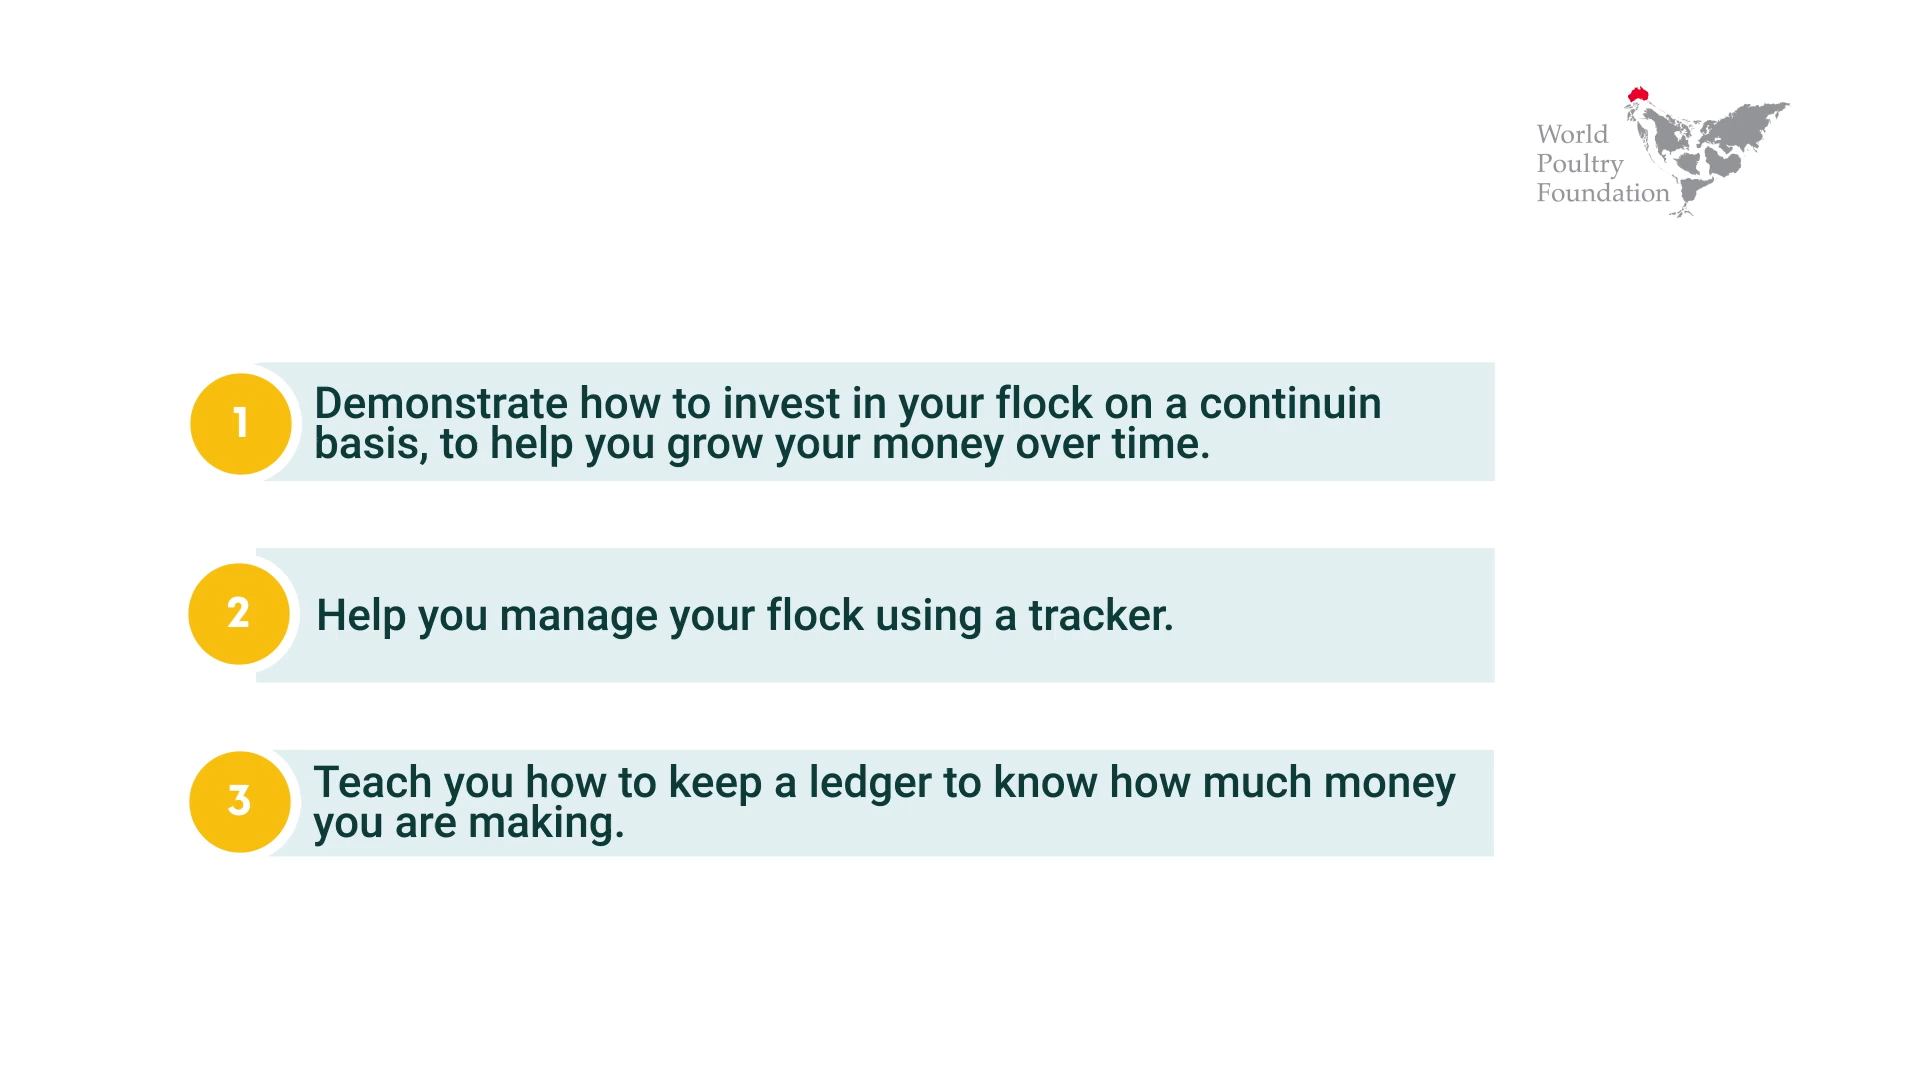 World
Poultry
Foundation
1
Demonstrate how to invest in your flock on a continuin
basis, to help you grow your money over time.
2
Help you manage your flock using a tracker.
3
Teach you how to keep a ledger to know how much money
you are making.